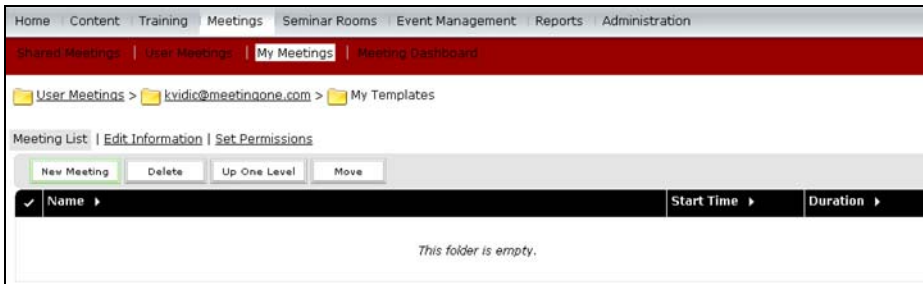 Home Content Training Meetings Seminar Rooms Event Management Reports Administration
Shared Meetings | User Meetings | My Meetings | Meeting Dashboard
User Meetings > kvidic@meetingone.com > My Templates
Meeting List | Edit Information | Set Permissions
New Meeting Delete Up One Level Move
Name Start Time Duration
This folder is empty.